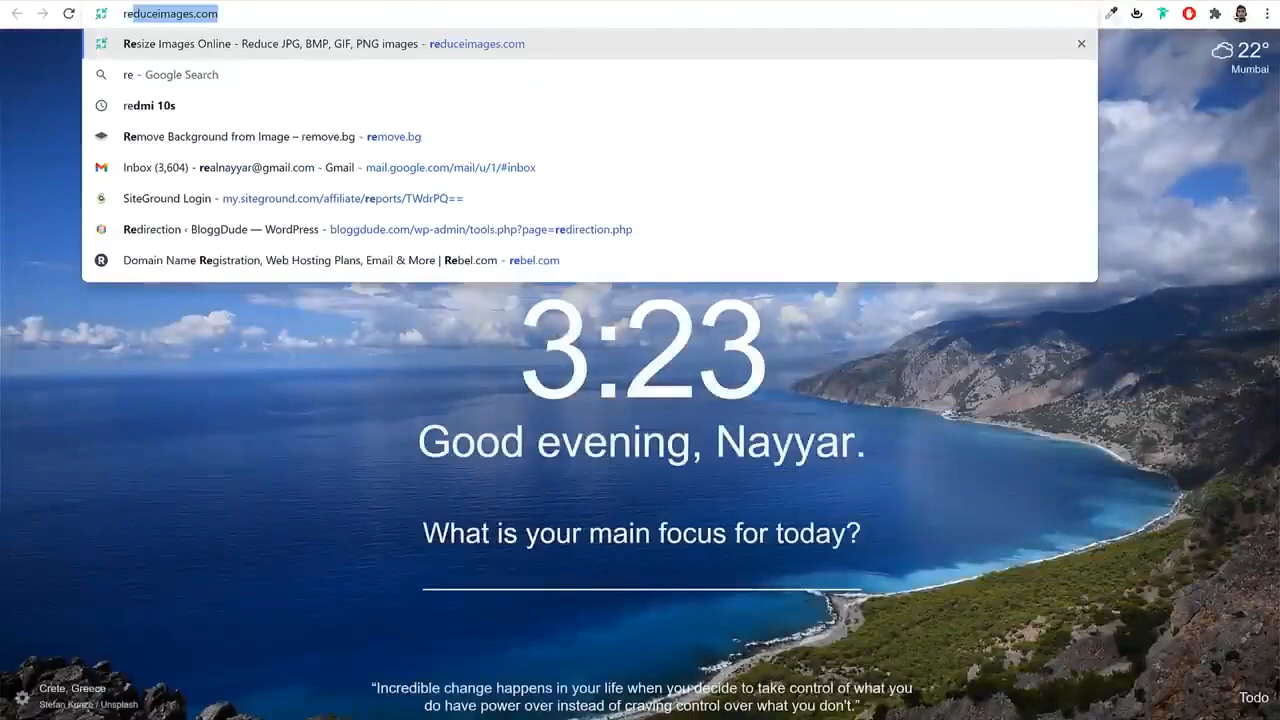 reduceimages.com
Resize Images Online - Reduce JPG, BMP, GIF, PNG images - reduceimages.com
re - Google Search
redmi 10s
Remove Background from Image – remove.bg - remove.bg
Inbox (3,604) - realnayyar@gmail.com - Gmail - mail.google.com/mail/u/1/#inbox
SiteGround Login - my.siteground.com/affiliate/reports/TWdrPQ==
Redirection ‹ BloggDude — WordPress - bloggdude.com/wp-admin/tools.php?page=redirection.php
Domain Name Registration, Web Hosting Plans, Email & More | Rebel.com - rebel.com
22°
Mumbai
3:23
Good evening, Nayyar.
What is your main focus for today?
Crete, Greece
Stefan Kunze / Unsplash
“Incredible change happens in your life when you decide to take control of what you
do have power over instead of craving control over what you don't.”
Todo